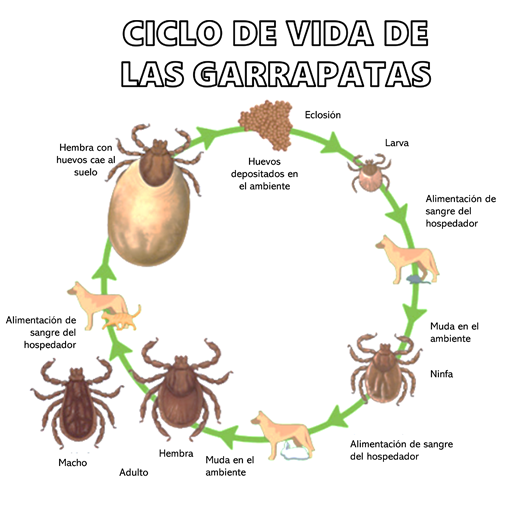 CICLO DE VIDA DE
LAS GARRAPATAS
Eclosión
Larva
Hembra con
huevos cae al
suelo
Huevos
depositados en
el ambiente
Alimentación de
sangre del
hospedador
Muda en el
ambiente
Ninfa
Alimentación de
sangre del
hospedador
Alimentación de sangre
del hospedador
Hembra
Macho
Adulto
Muda en el
ambiente